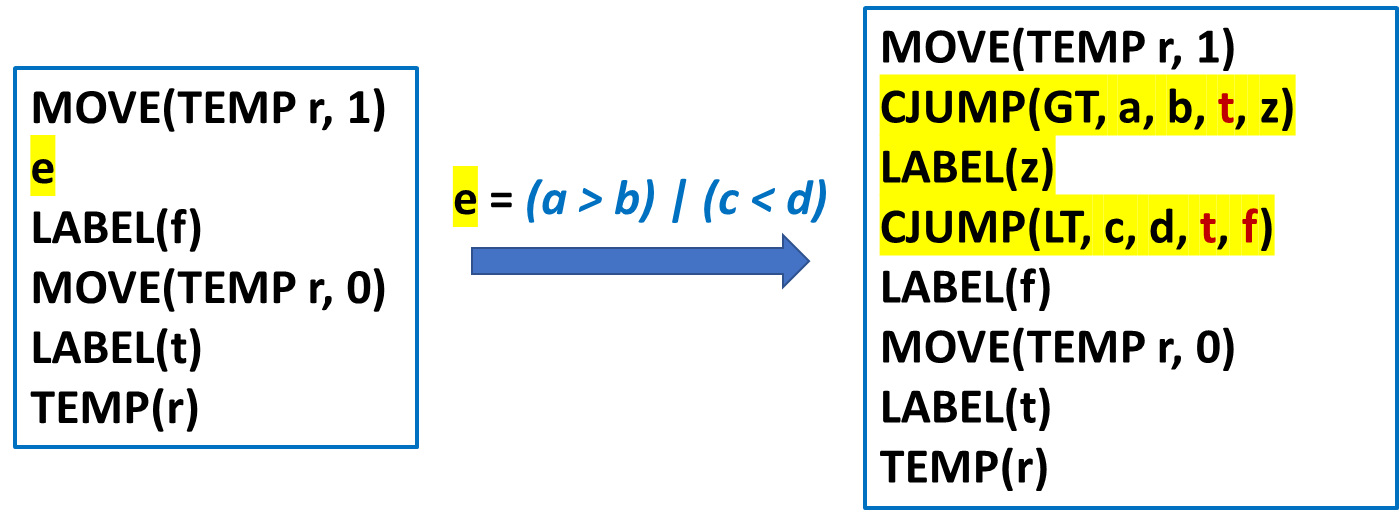 MOVE(TEMP r, 1)
e
LABEL(f)
MOVE(TEMP r, 0)
LABEL(t)
TEMP(r)
e = (a > b) | (c < d)
MOVE(TEMP r, 1)
CJUMP(GT, a, b, t, z)
LABEL(z)
CJUMP(LT, c, d, t, f)
LABEL(f)
MOVE(TEMP r, 0)
LABEL(t)
TEMP(r)